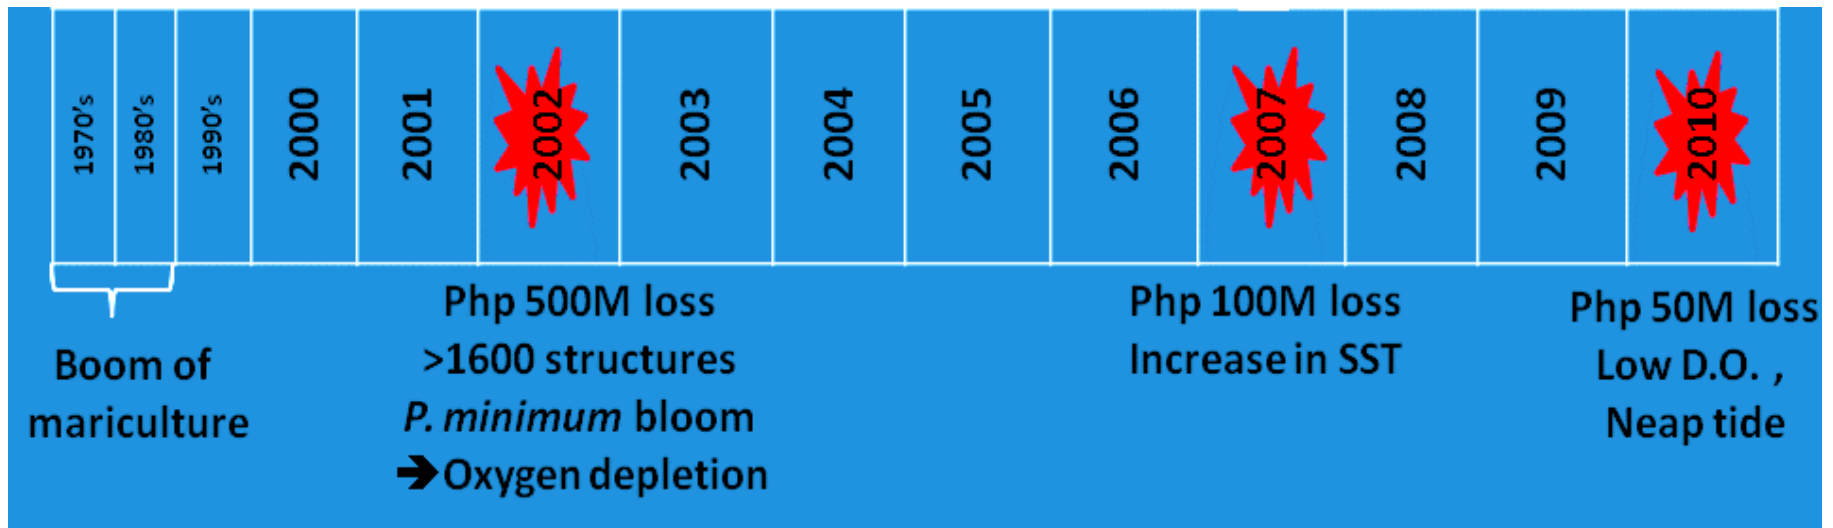 1970's
1980's
1990's
2000
2001
2002
2003
2004
2005
2006
2007
2008
2009
2010
Boom of
mariculture
Php 500M loss
>1600 structures
P. minimum bloom
➔Oxygen depletion
Php 100M loss
Increase in SST
Php 50M loss
Low D.O. ,
Neap tide